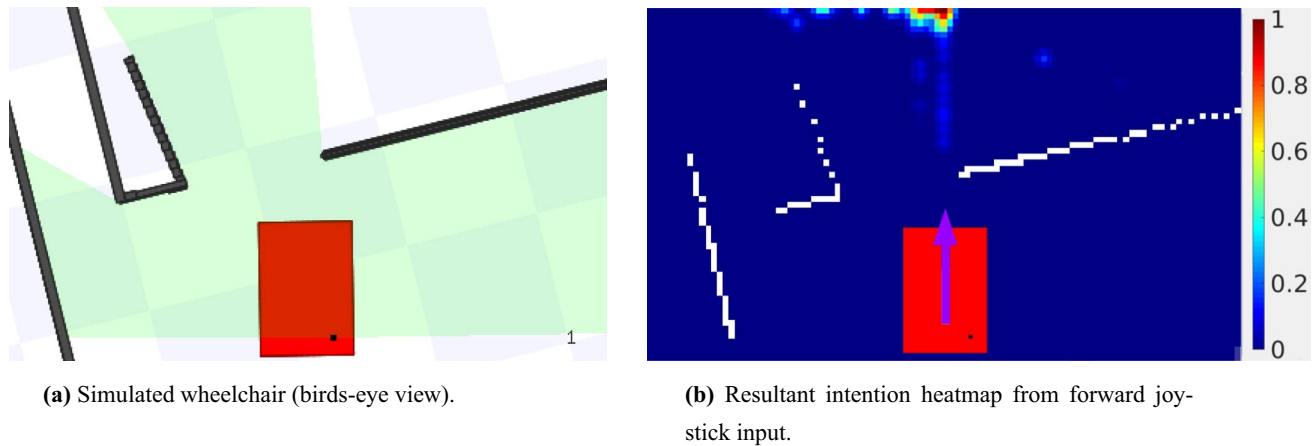 1
1
0.8
0.6
0.4
0.2
0
(a) Simulated wheelchair (birds-eye view).
(b) Resultant intention heatmap from forward joy-
stick input.